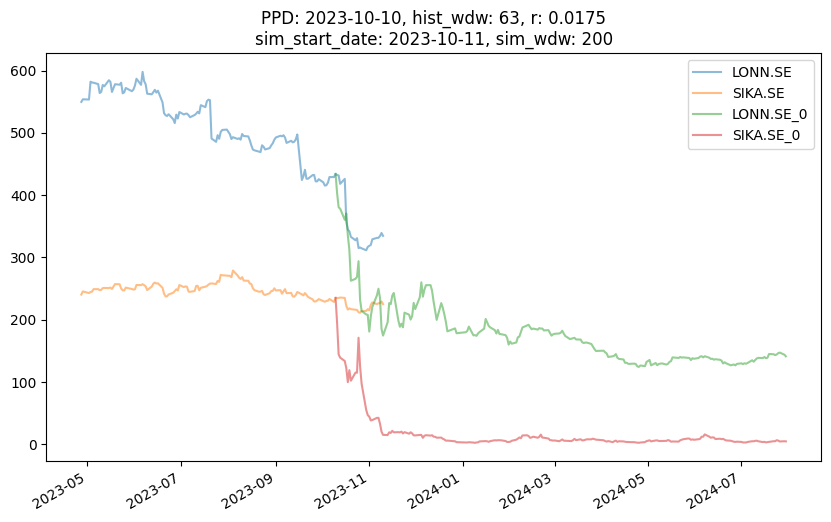 PPD: 2023-10-10, hist_wdw: 63, r: 0.0175
sim_start_date: 2023-10-11, sim_wdw: 200
LONN.SE
SIKA.SE
LONN.SE_0
SIKA.SE_0
600
500
400
300
200
100
0
2023-05
2023-07
2023-09
2023-11
2024-01
2024-03
2024-05
2024-07